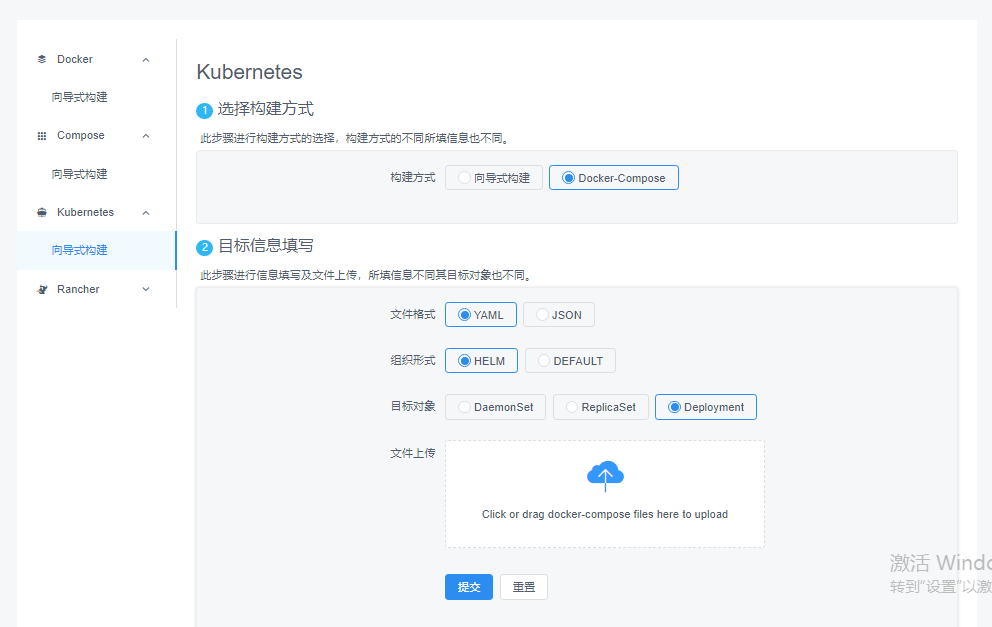 Docker
向导式构建
Compose
向导式构建
Kubernetes
向导式构建
Rancher
Kubernetes
1 选择构建方式
此步骤进行构建方式的选择，构建方式的不同所填信息也不同。
构建方式 向导式构建 Docker-Compose
2 目标信息填写
此步骤进行信息填写及文件上传，所填信息不同其目标对象也不同。
文件格式 YAML JSON
组织形式 HELM DEFAULT
目标对象 DaemonSet ReplicaSet Deployment
文件上传
Click or drag docker-compose files here to upload
提交 重置
激活 Windo
转到“设置”以激